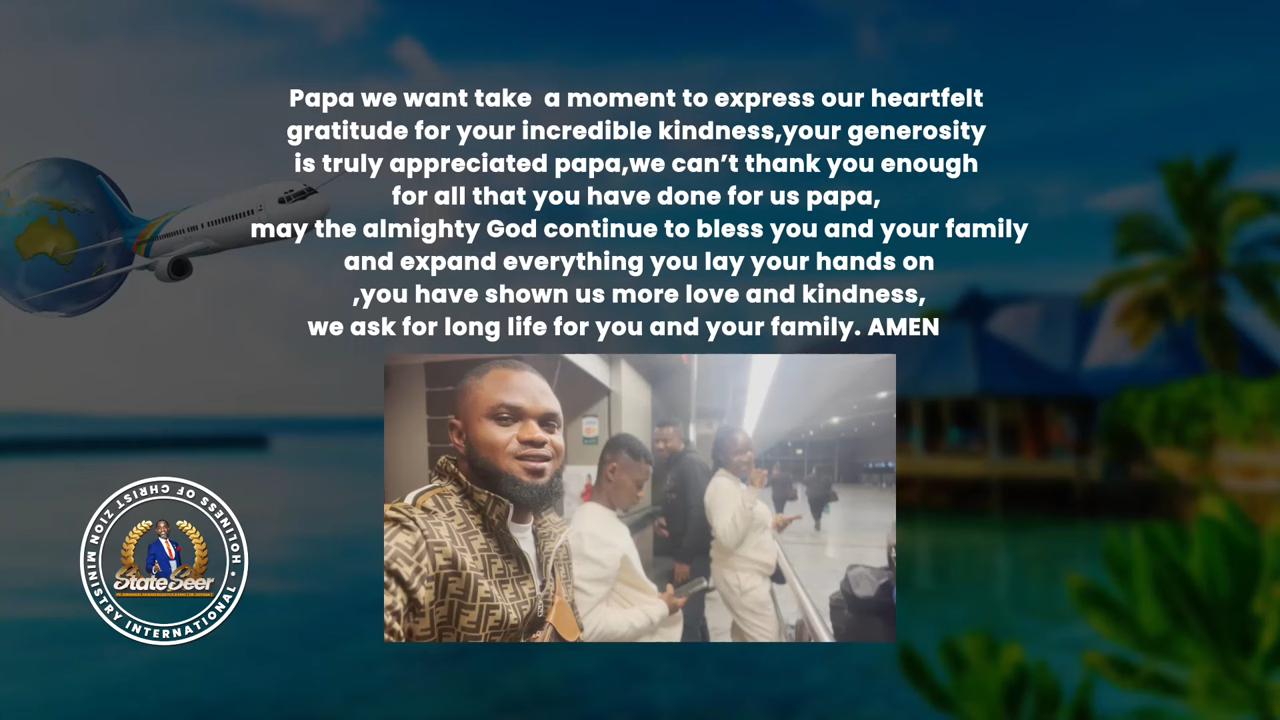 Papa we want take  a moment to express our heartfelt
gratitude for your incredible kindness,your generosity
is truly appreciated papa,we can’t thank you enough
for all that you have done for us papa,
may the almighty God continue to bless you and your family
and expand everything you lay your hands on
,you have shown us more love and kindness,
we ask for long life for you and your family. AMEN
HOLINESS OF CHRIST ZION MINISTRY INTERNATIONAL •
StateSeer